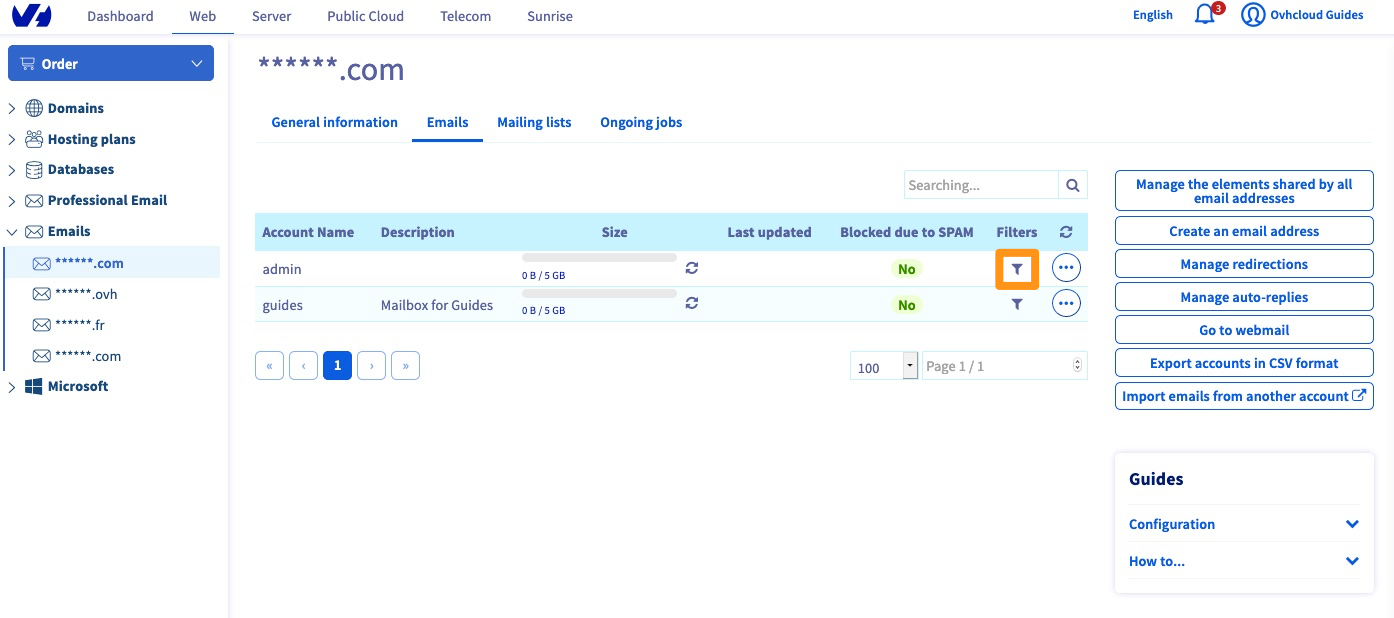 Dashboard Web Server Public Cloud Telecom Sunrise English 3 Ovhcloud Guides
Order
Domains
Hosting plans
Databases
Professional Email
Emails
******.com
******.ovh
******.fr
******.com
Microsoft
******.com
General information Emails Mailing lists Ongoing jobs
Searching...
Account Name Description Size Last updated Blocked due to SPAM Filters
admin 0 B / 5 GB No
guides Mailbox for Guides 0 B / 5 GB No
« ‹ 1 › » 100 Page 1 / 1
Manage the elements shared by all
email addresses
Create an email address
Manage redirections
Manage auto-replies
Go to webmail
Export accounts in CSV format
Import emails from another account
Guides
Configuration
How to...